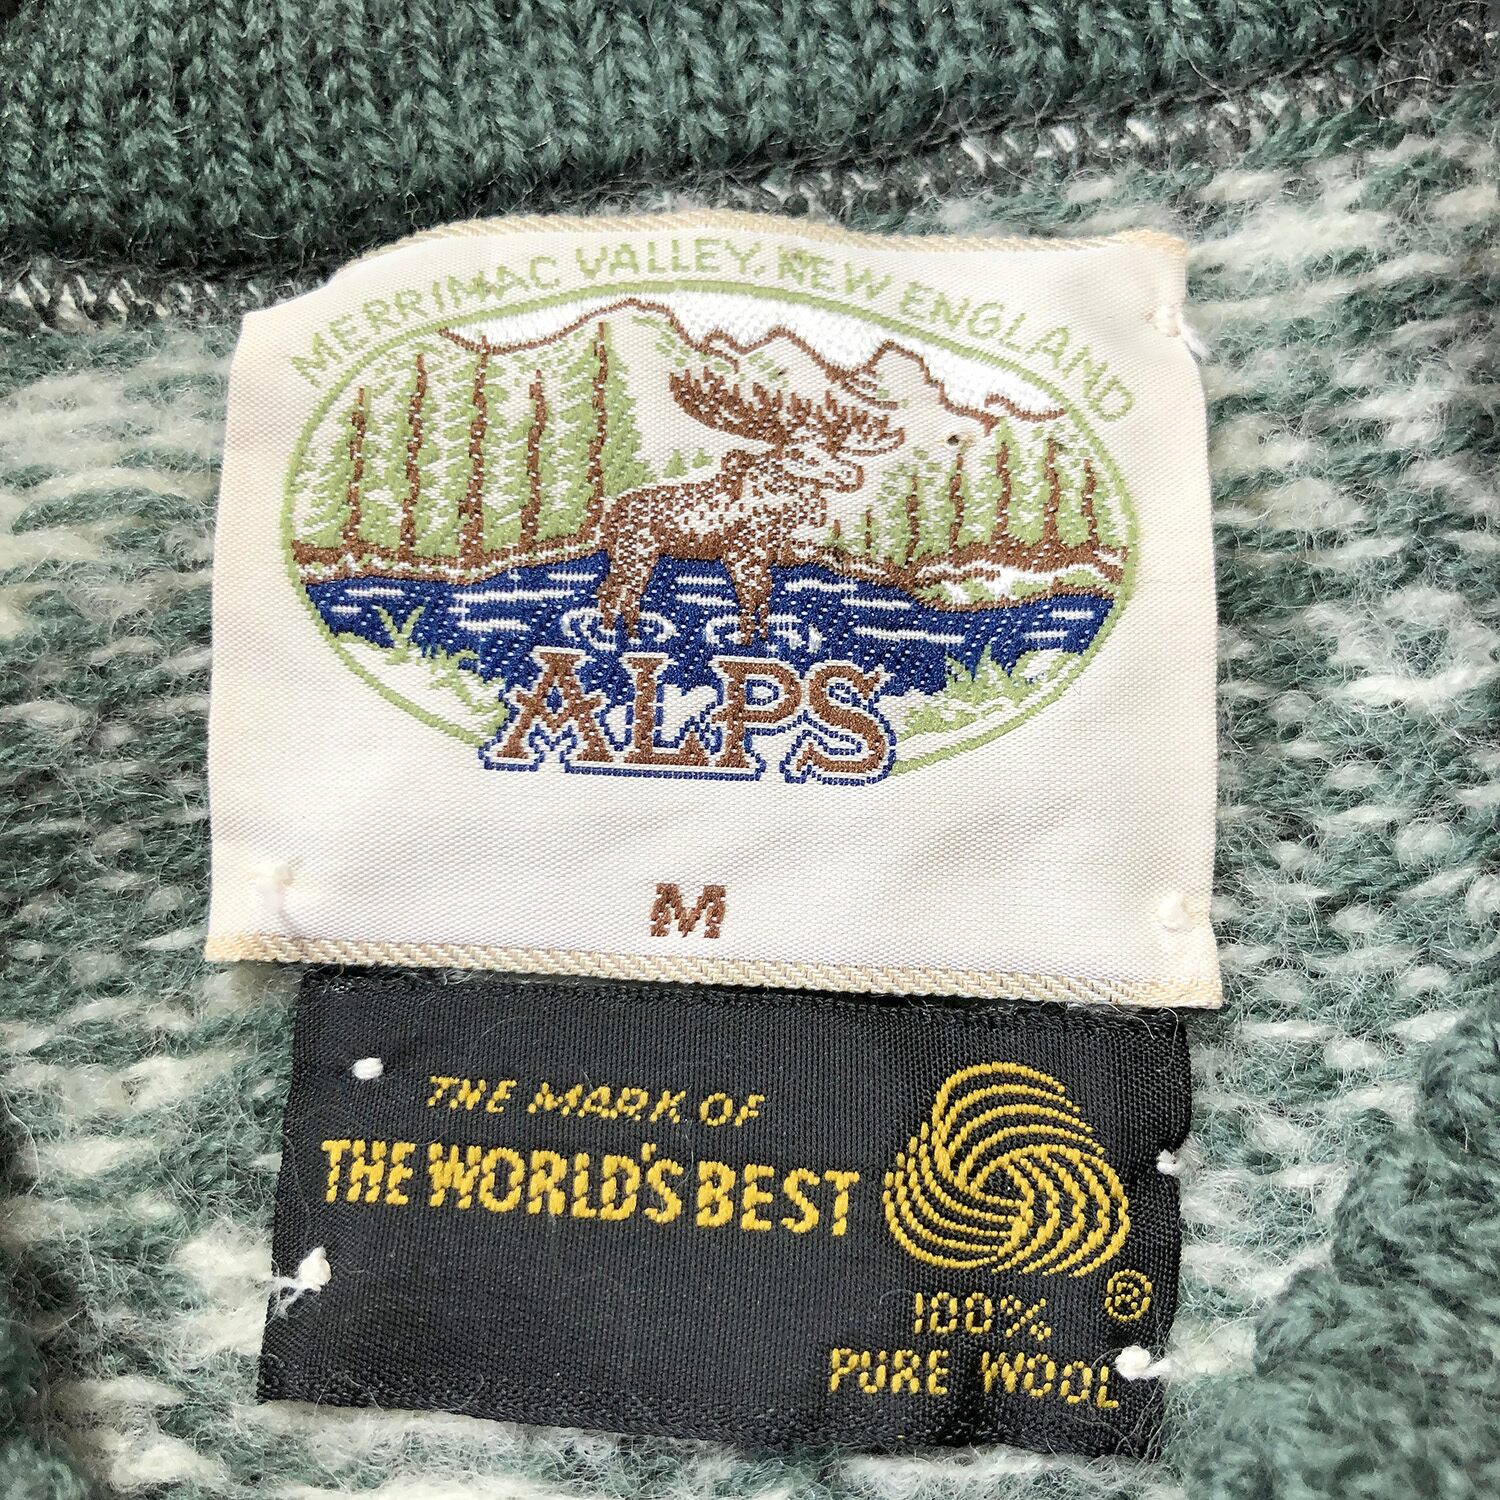 MERRIMAC VALLEY, NEW ENGLAND
ALPS
M
THE MARK OF
THE WORLD'S BEST
®
100%
PURE WOOL